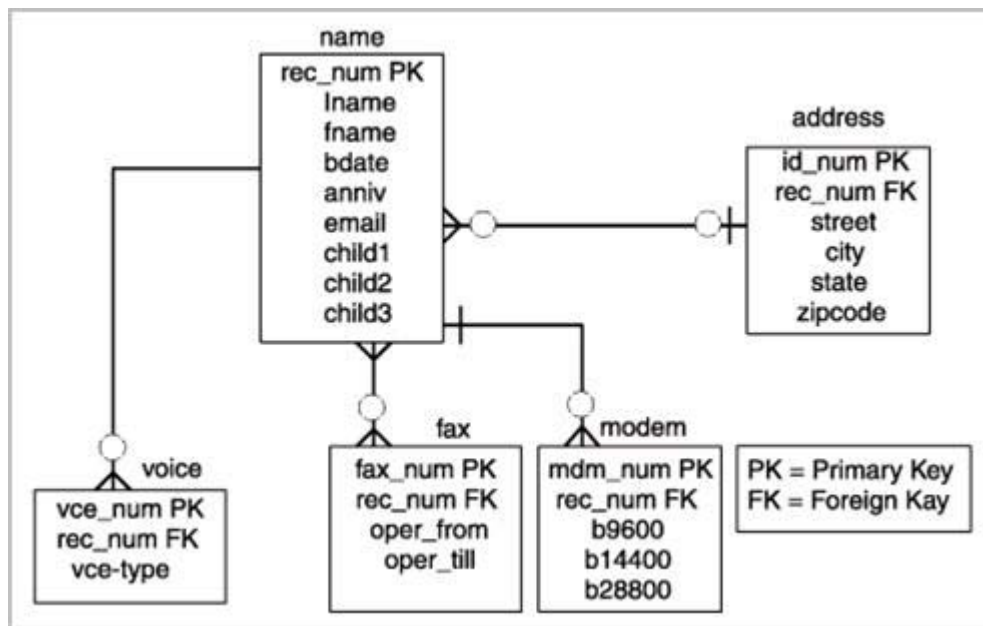 name
rec_num PK
lname
fname
bdate
anniv
email
child1
child2
child3
address
id_num PK
rec_num FK
street
city
state
zipcode
voice
vce_num PK
rec_num FK
vce-type
fax
fax_num PK
rec_num FK
oper_from
oper_till
modem
mdm_num PK
rec_num FK
b9600
b14400
b28800
PK = Primary Key
FK = Foreign Kay